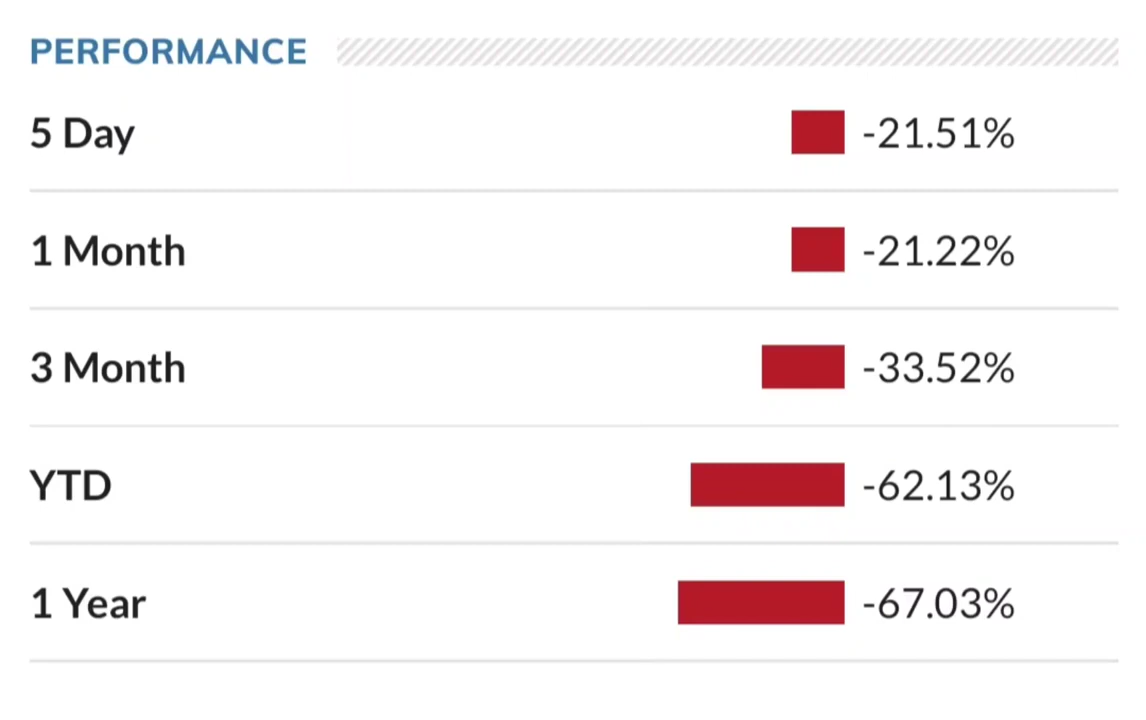 PERFORMANCE
5 Day -21.51%
1 Month -21.22%
3 Month -33.52%
YTD -62.13%
1 Year -67.03%